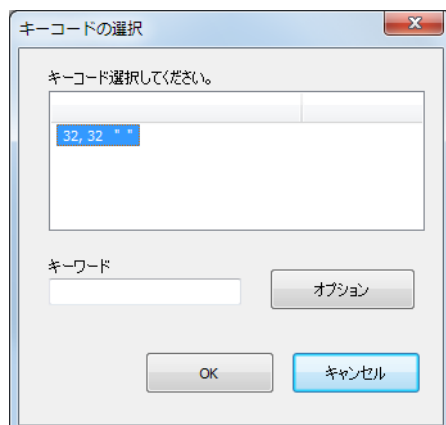 キーコードの選択
キーコード選択してください。
32, 32 " "
キーワード
オプション
OK
キャンセル